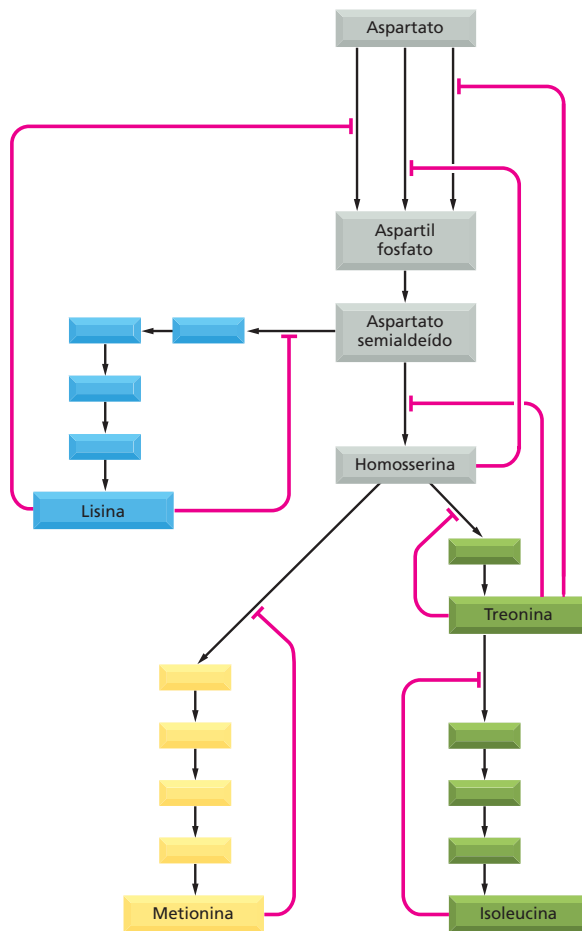 Aspartato
Aspartil
fosfato
Aspartato
semialdeído
Homosserina
Lisina
Treonina
Metionina
Isoleucina